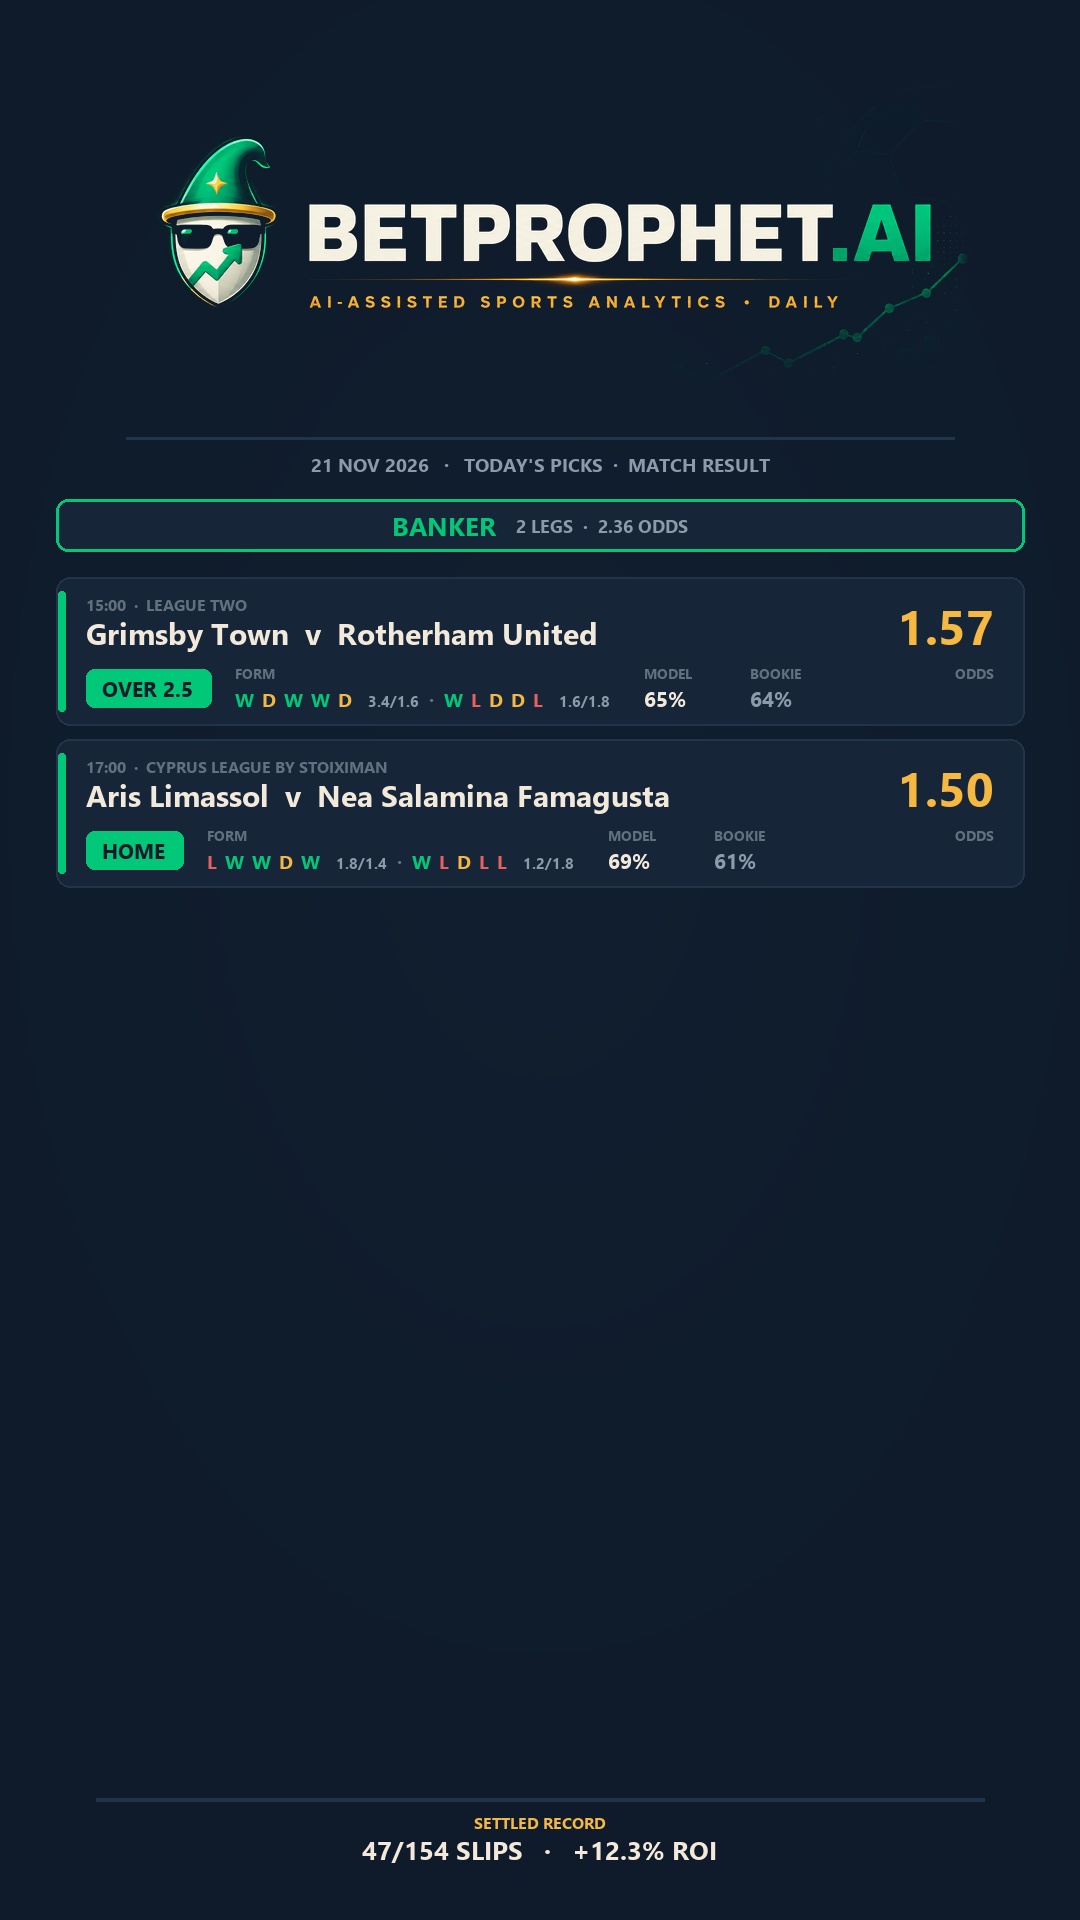 BETPROPHET.AI
AI-ASSISTED SPORTS ANALYTICS • DAILY
21 NOV 2026 · TODAY'S PICKS · MATCH RESULT
BANKER 2 LEGS · 2.36 ODDS
15:00 · LEAGUE TWO
Grimsby Town v Rotherham United
1.57
OVER 2.5
FORM
W D W W D 3.4/1.6 · W L D D L 1.6/1.8
MODEL
65%
BOOKIE
64%
ODDS
17:00 · CYPRUS LEAGUE BY STOIXIMAN
Aris Limassol v Nea Salamina Famagusta
1.50
HOME
FORM
L W W D W 1.8/1.4 · W L D L L 1.2/1.8
MODEL
69%
BOOKIE
61%
ODDS
SETTLED RECORD
47/154 SLIPS · +12.3% ROI